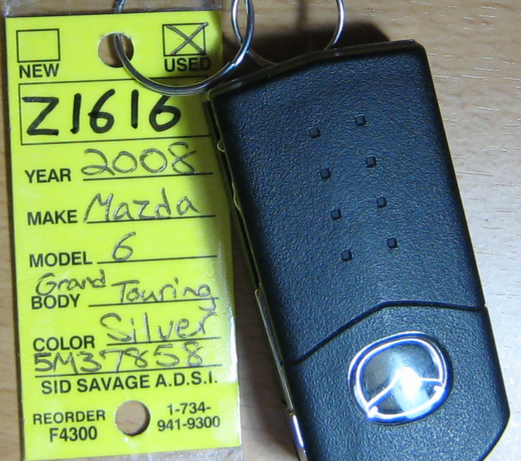 NEW USED
Z1616
YEAR 2008
MAKE Mazda
MODEL 6
Grand
BODY Touring
COLOR Silver
5M37858
SID SAVAGE A.D.S.I.
REORDER 1-734-
F4300 941-9300